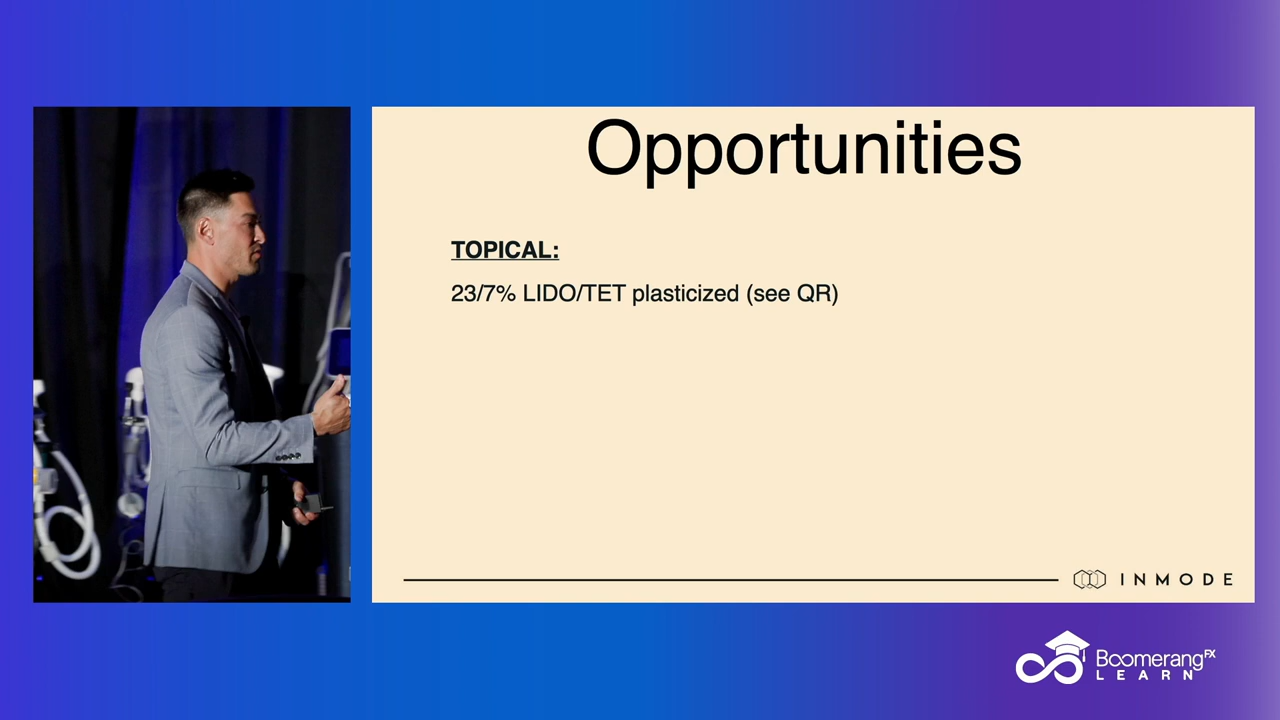 Opportunities
TOPICAL:
23/7% LIDO/TET plasticized (see QR)
INMODE
BoomerangFX
LEARN